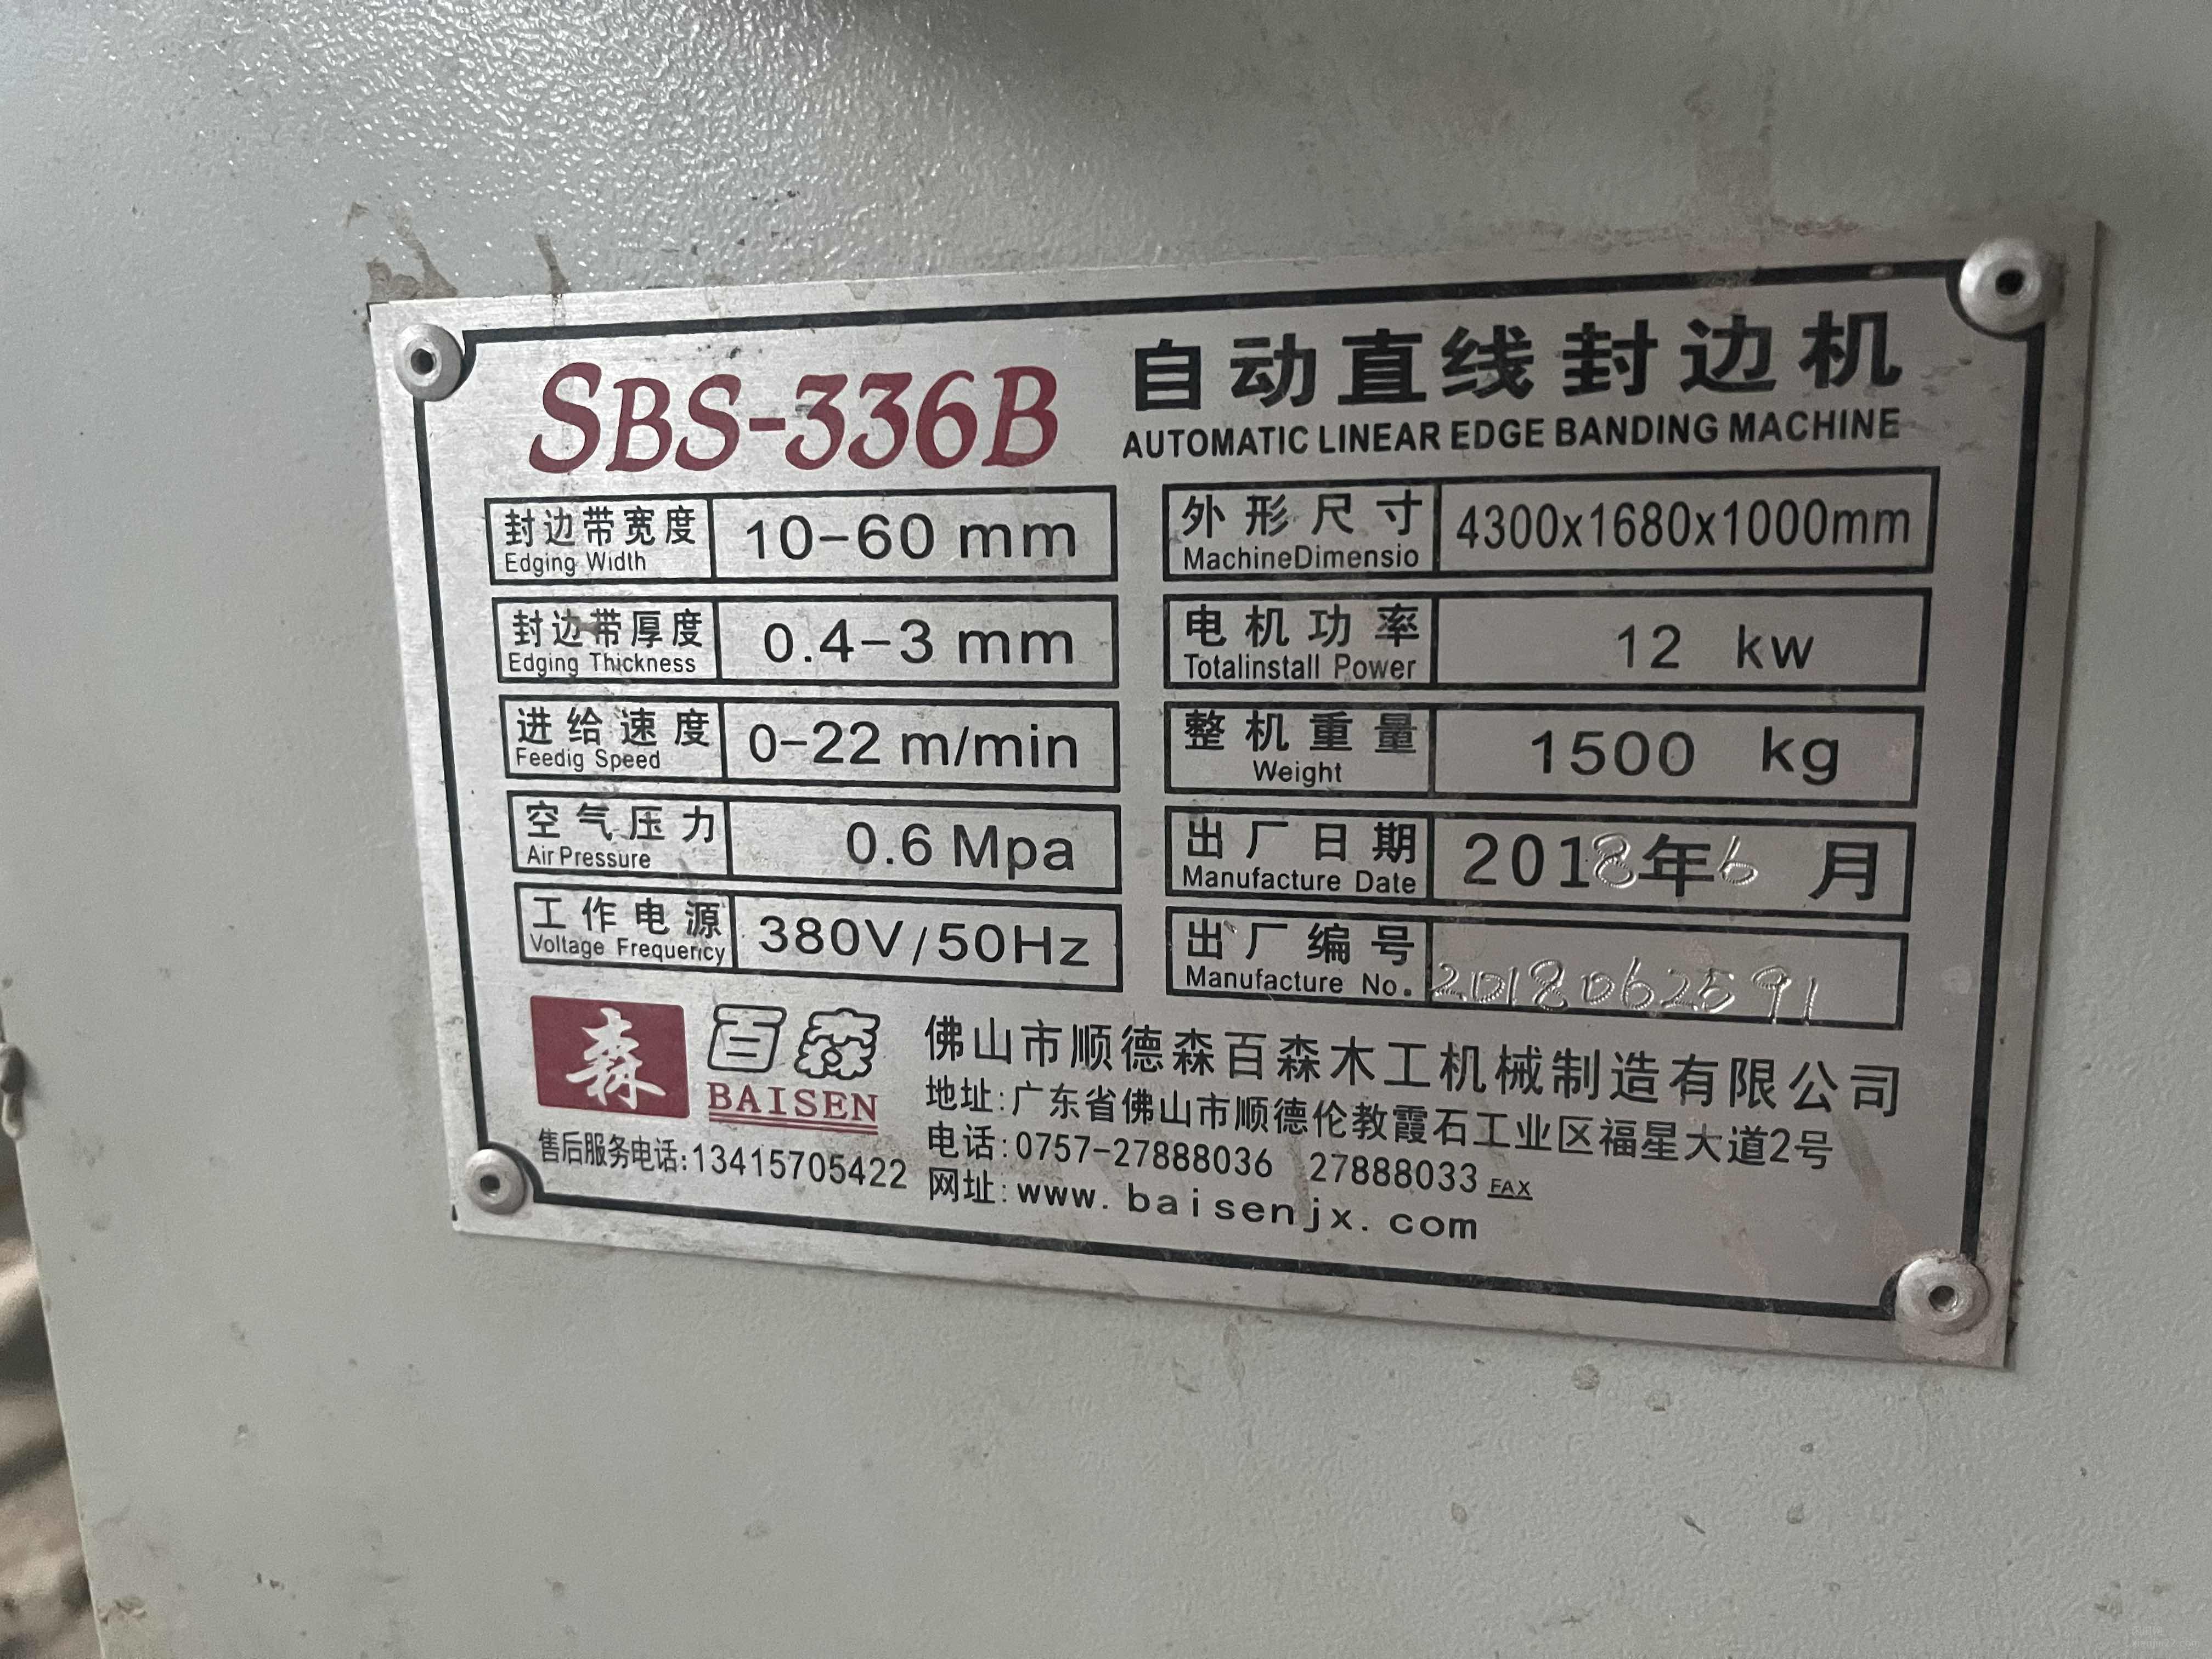 SBS-336B 自动直线封边机
AUTOMATIC LINEAR EDGE BANDING MACHINE
封边带宽度 10-60 mm
Edging Width
封边带厚度 0.4-3 mm
Edging Thickness
进给速度 0-22 m/min
Feedig Speed
空气压力 0.6 Mpa
Air Pressure
工作电源 380V/50Hz
Voltage Frequency
外形尺寸 4300x1680x1000mm
MachineDimensio
电机功率 12 kw
Totalinstall Power
整机重量 1500 kg
Weight
出厂日期 2018年6月
Manufacture Date
出厂编号 2018062591
Manufacture No.
森 百森
BAISEN
售后服务电话:13415705422
佛山市顺德森百森木工机械制造有限公司
地址:广东省佛山市顺德伦教霞石工业区福星大道2号
电话:0757-27888036 27888033 FAX
网址:www.baisenjx.com